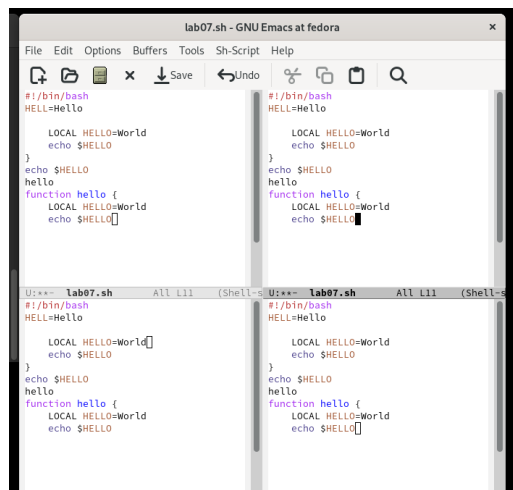 lab07.sh - GNU Emacs at fedora
File Edit Options Buffers Tools Sh-Script Help
Save Undo
#!/bin/bash
HELL=Hello
LOCAL HELLO=World
echo $HELLO
}
echo $HELLO
hello
function hello {
LOCAL HELLO=World
echo $HELLO
U:**- lab07.sh All L11 (Shell-s
#!/bin/bash
HELL=Hello
LOCAL HELLO=World
echo $HELLO
}
echo $HELLO
hello
function hello {
LOCAL HELLO=World
echo $HELLO
U:**- lab07.sh All L11 (Shell-s
#!/bin/bash
HELL=Hello
LOCAL HELLO=World
echo $HELLO
}
echo $HELLO
hello
function hello {
LOCAL HELLO=World
echo $HELLO
#!/bin/bash
HELL=Hello
LOCAL HELLO=World
echo $HELLO
}
echo $HELLO
hello
function hello {
LOCAL HELLO=World
echo $HELLO